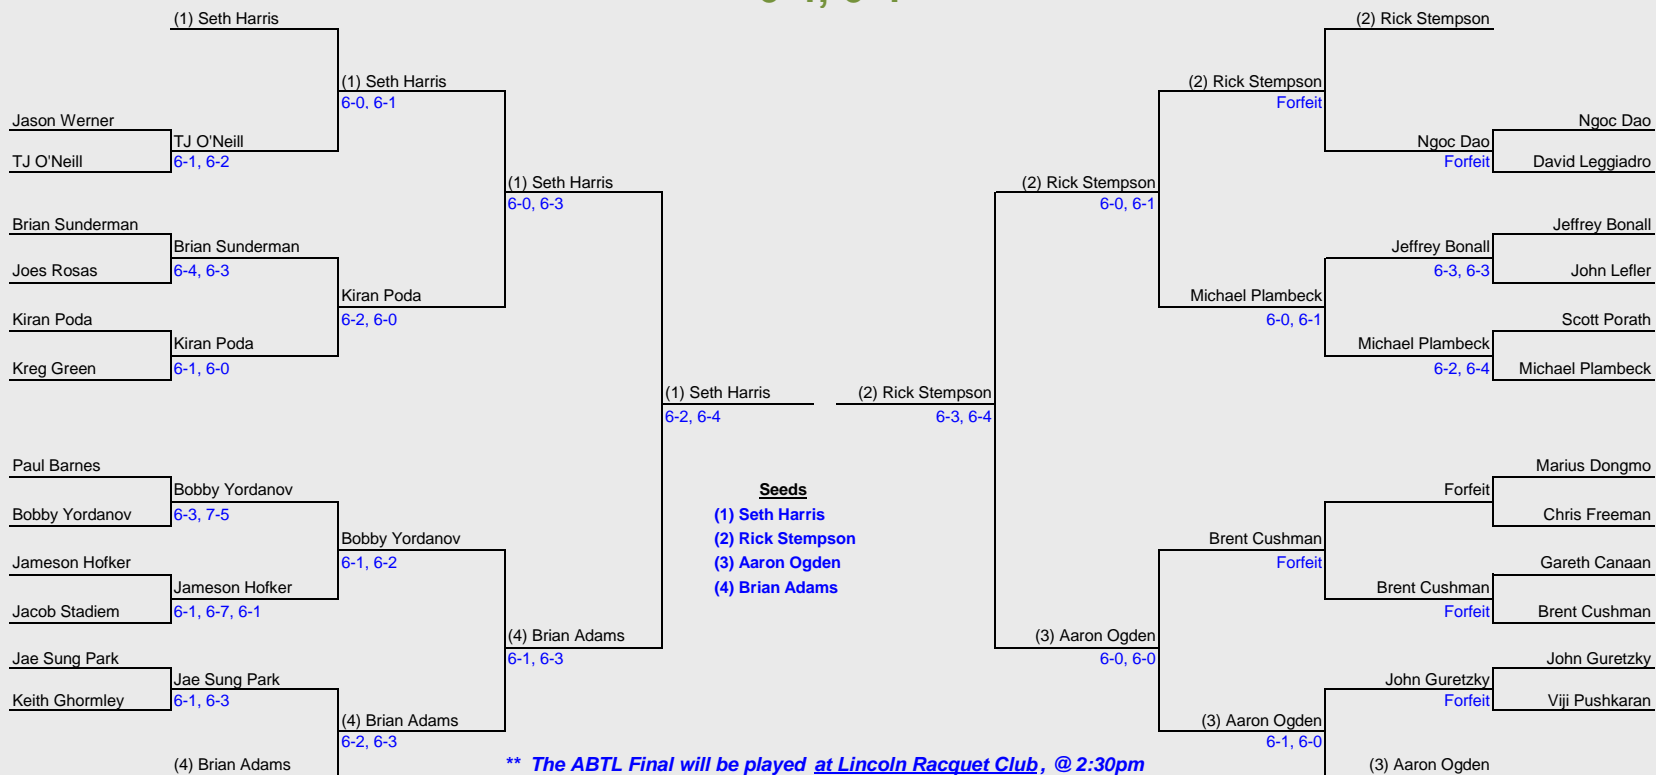 (1) Seth Harris
(2) Rick Stempson
(1) Seth Harris
6-0, 6-1
(2) Rick Stempson
Forfeit
Jason Werner
TJ O'Neill
TJ O'Neill
6-1, 6-2
Ngoc Dao
Ngoc Dao
Forfeit
David Leggiadro
(1) Seth Harris
6-0, 6-3
(2) Rick Stempson
6-0, 6-1
Brian Sunderman
Brian Sunderman
Joes Rosas
6-4, 6-3
Jeffrey Bonall
Jeffrey Bonall
6-3, 6-3
John Lefler
Kiran Poda
6-2, 6-0
Michael Plambeck
6-0, 6-1
Kiran Poda
Kiran Poda
Kreg Green
6-1, 6-0
Scott Porath
Michael Plambeck
6-2, 6-4
Michael Plambeck
(1) Seth Harris
6-2, 6-4
(2) Rick Stempson
6-3, 6-4
Paul Barnes
Bobby Yordanov
Bobby Yordanov
6-3, 7-5
Seeds
(1) Seth Harris
(2) Rick Stempson
(3) Aaron Ogden
(4) Brian Adams
Marius Dongmo
Forfeit
Chris Freeman
Bobby Yordanov
6-1, 6-2
Brent Cushman
Forfeit
Jameson Hofker
Jameson Hofker
Jacob Stadiem
6-1, 6-7, 6-1
Gareth Canaan
Brent Cushman
Forfeit
Brent Cushman
(4) Brian Adams
6-1, 6-3
(3) Aaron Ogden
6-0, 6-0
Jae Sung Park
Jae Sung Park
Keith Ghormley
6-1, 6-3
John Guretzky
John Guretzky
Forfeit
Viji Pushkaran
(4) Brian Adams
6-2, 6-3
(3) Aaron Ogden
6-1, 6-0
(4) Brian Adams
** The ABTL Final will be played at Lincoln Racquet Club, @ 2:30pm
(3) Aaron Ogden